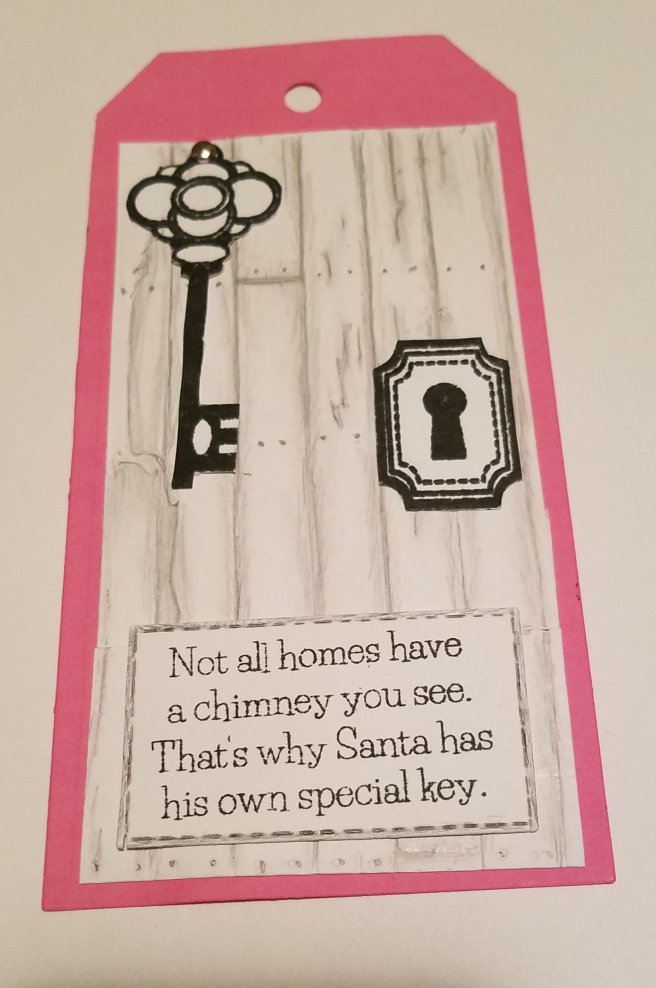 Not all homes have
a chimney you see.
That's why Santa has
his own special key.